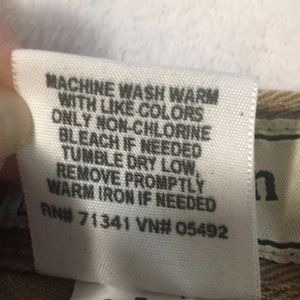 MACHINE WASH WARM
WITH LIKE COLORS
ONLY NON-CHLORINE
BLEACH IF NEEDED
TUMBLE DRY LOW,
REMOVE PROMPTLY
WARM IRON IF NEEDED
RN# 71341 VN# 05492